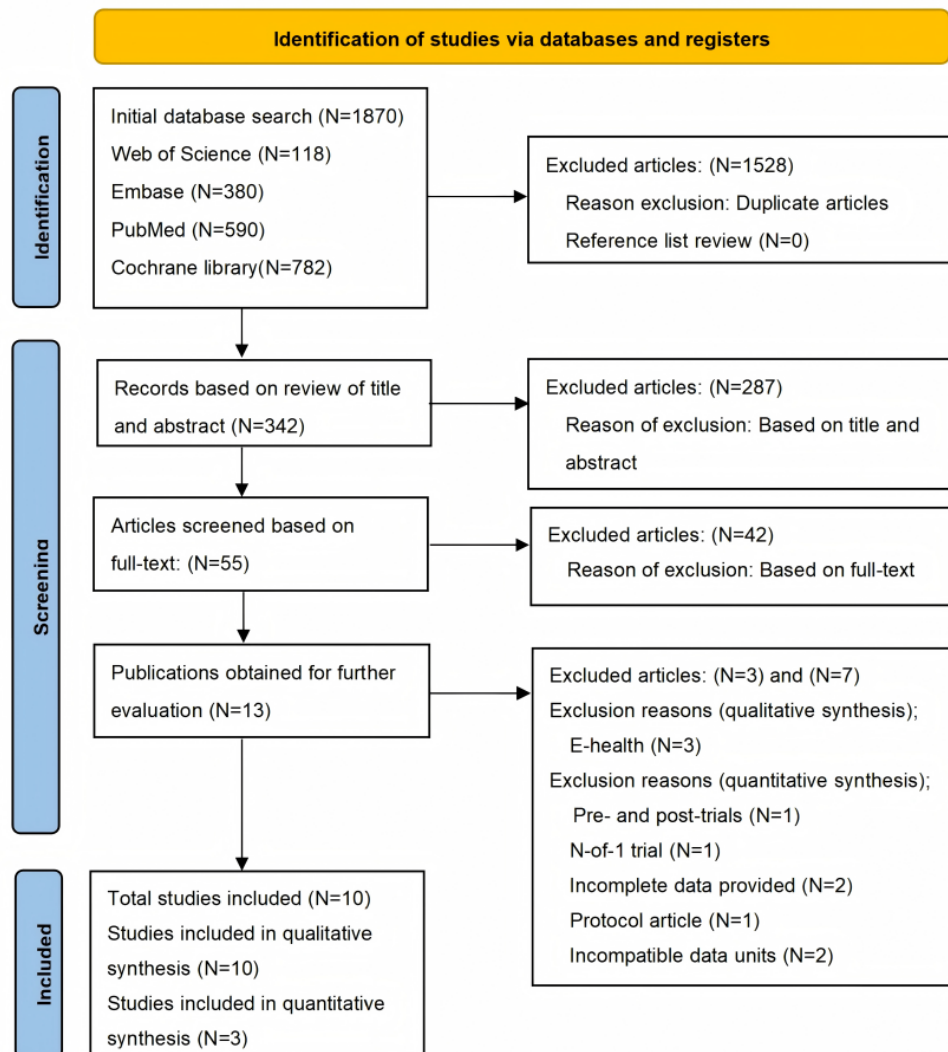 Identification of studies via databases and registers
Identification
Initial database search (N=1870)
Web of Science (N=118)
Embase (N=380)
PubMed (N=590)
Cochrane library(N=782)
Excluded articles: (N=1528)
Reason exclusion: Duplicate articles
Reference list review (N=0)
Screening
Records based on review of title
and abstract (N=342)
Excluded articles: (N=287)
Reason of exclusion: Based on title and
abstract
Articles screened based on
full-text: (N=55)
Excluded articles: (N=42)
Reason of exclusion: Based on full-text
Publications obtained for further
evaluation (N=13)
Excluded articles: (N=3) and (N=7)
Exclusion reasons (qualitative synthesis);
E-health (N=3)
Exclusion reasons (quantitative synthesis);
Pre- and post-trials (N=1)
N-of-1 trial (N=1)
Incomplete data provided (N=2)
Protocol article (N=1)
Incompatible data units (N=2)
Included
Total studies included (N=10)
Studies included in qualitative
synthesis (N=10)
Studies included in quantitative
synthesis (N=3)